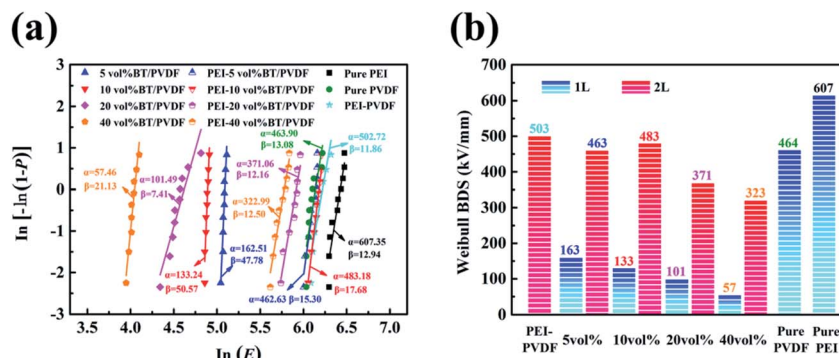 (a)
3
2
1
0
-1
-2
-3
ln [-ln(1-P)]
5 vol%BT/PVDF PEI-5 vol%BT/PVDF Pure PEI
10 vol%BT/PVDF PEI-10 vol%BT/PVDF Pure PVDF
20 vol%BT/PVDF PEI-20 vol%BT/PVDF PEI-PVDF
40 vol%BT/PVDF PEI-40 vol%BT/PVDF
α=57.46
β=21.13
α=101.49
β=7.41
α=133.24
β=50.57
α=162.51
β=47.78
α=322.99
β=12.50
α=371.06
β=12.16
α=463.90
β=13.08
α=502.72
β=11.86
α=607.35
β=12.94
α=483.18
β=17.68
α=462.63 β=15.30
3.5 4.0 4.5 5.0 5.5 6.0 6.5 7.0
ln (E)
(b)
700
600
500
400
300
200
100
0
Weibull BDS (kV/mm)
1L 2L
503
163
463
133
483
101
371
57
323
464
607
PEI-
PVDF
5vol% 10vol% 20vol% 40vol%
Pure
PVDF
Pure
PEI